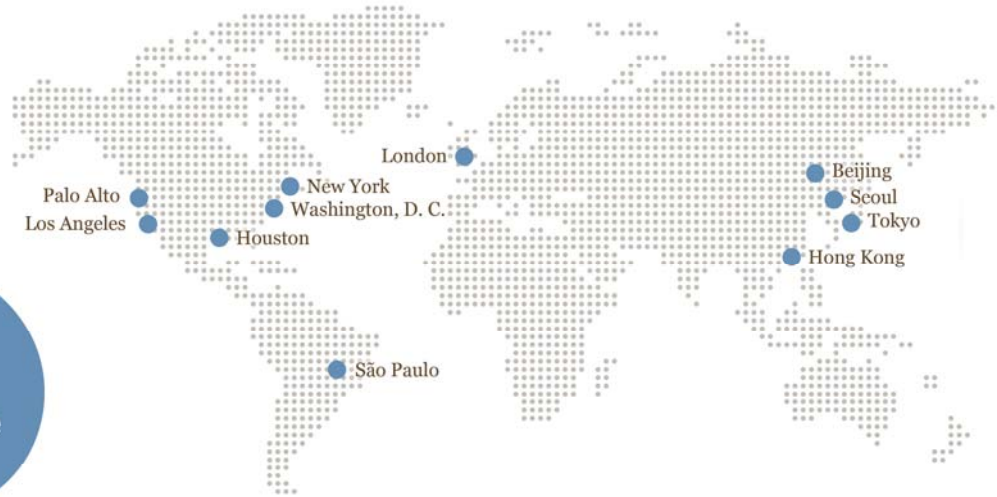 London
Beijing
New York
Palo Alto
Seoul
Washington, D. C.
Tokyo
Los Angeles
Houston
Hong Kong
São Paulo